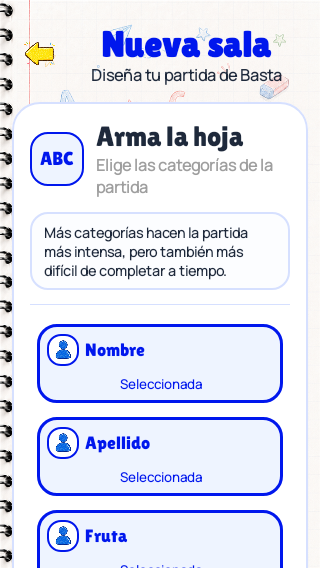 Nueva sala
Diseña tu partida de Basta
ABC
Arma la hoja
Elige las categorías de la
partida
Más categorías hacen la partida
más intensa, pero también más
difícil de completar a tiempo.
Nombre
Seleccionada
Apellido
Seleccionada
Fruta